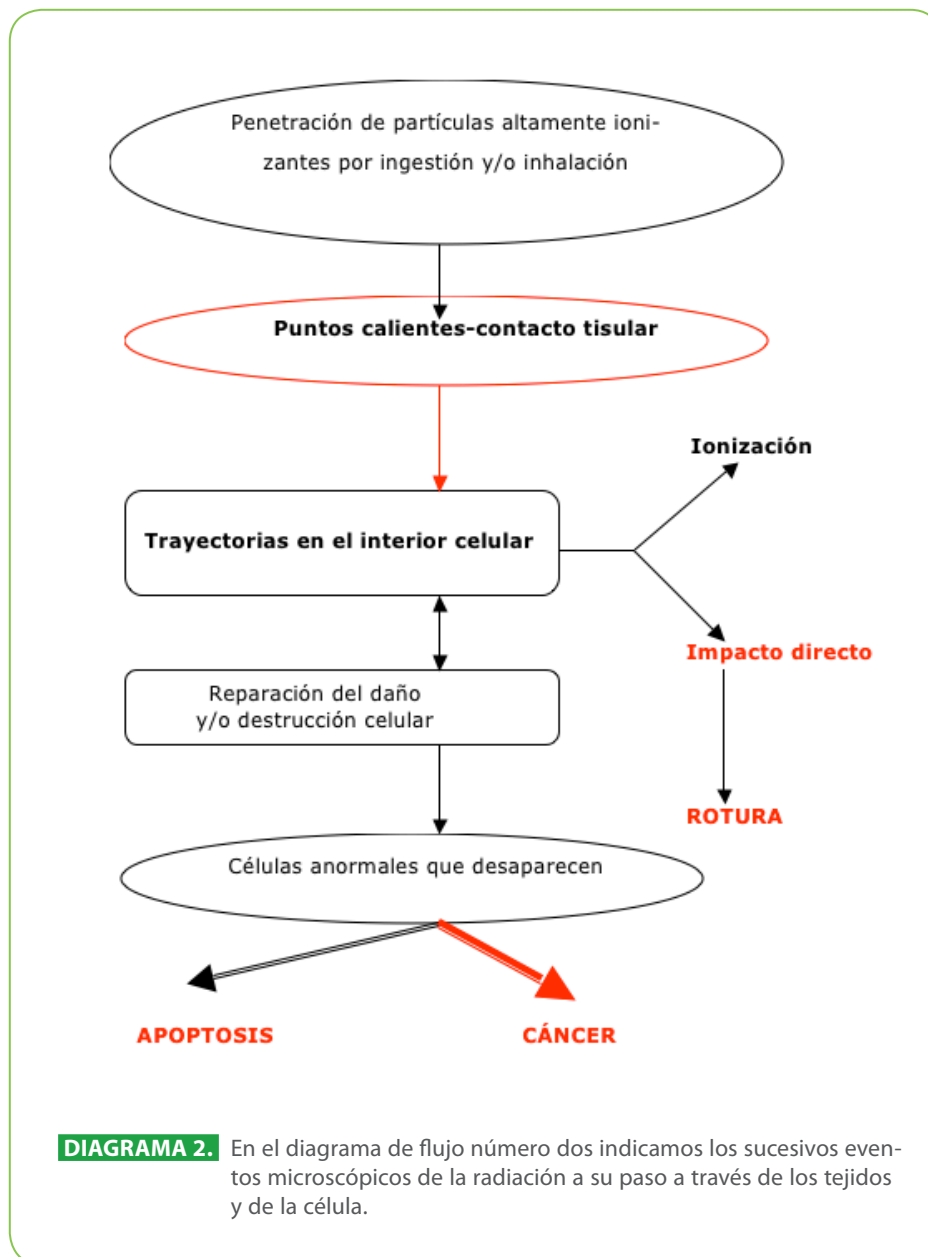 Penetración de partículas altamente ioni-
zantes por ingestión y/o inhalación
Puntos calientes-contacto tisular
Ionización
Trayectorias en el interior celular
Impacto directo
Reparación del daño
y/o destrucción celular
ROTURA
Células anormales que desaparecen
APOPTOSIS
CÁNCER
DIAGRAMA 2. En el diagrama de flujo número dos indicamos los sucesivos even-
tos microscópicos de la radiación a su paso a través de los tejidos
y de la célula.